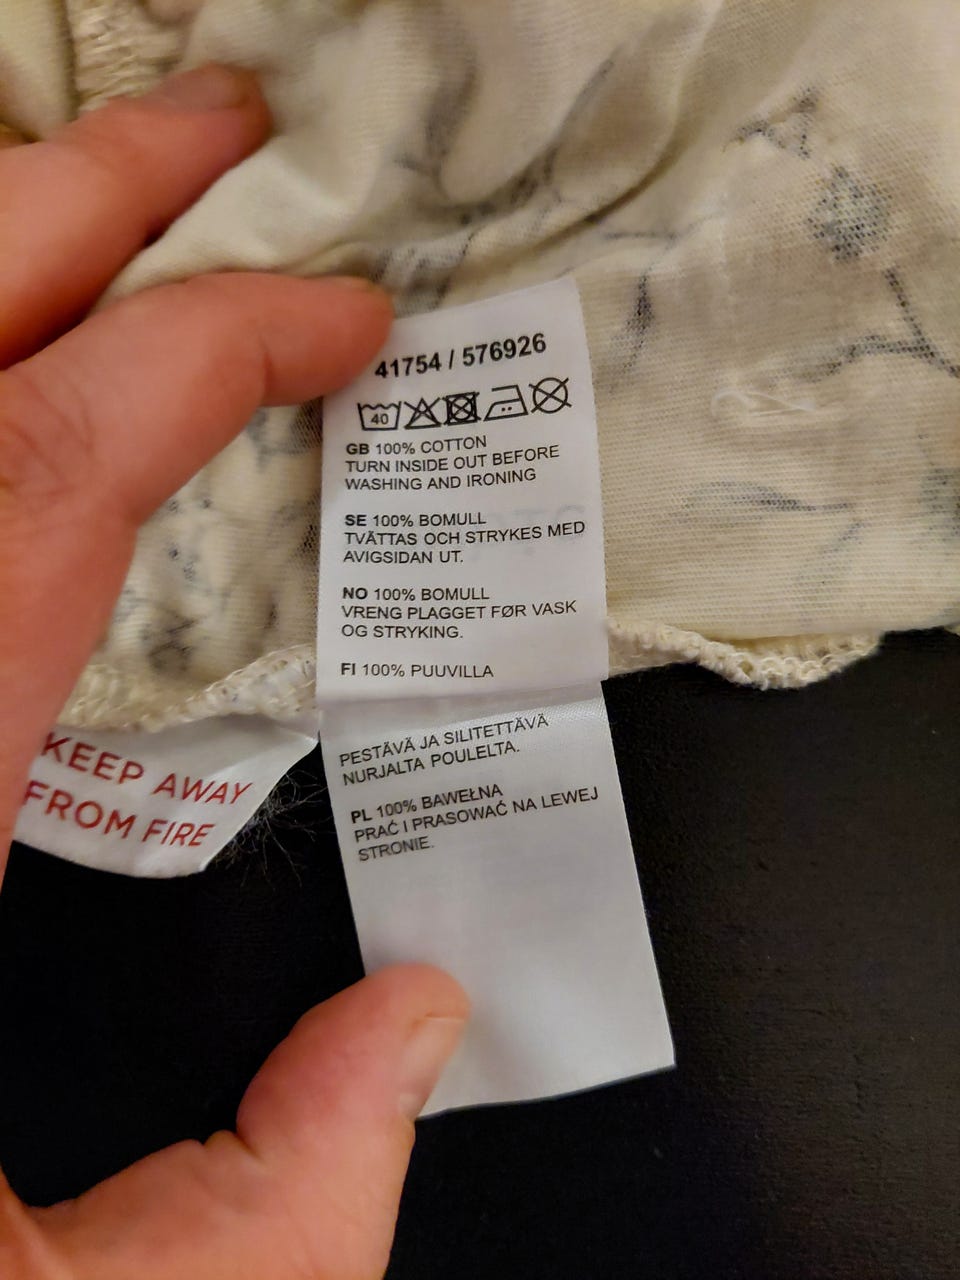 41754 / 576926
40
GB 100% COTTON
TURN INSIDE OUT BEFORE
WASHING AND IRONING
SE 100% BOMULL
TVÄTTAS OCH STRYKES MED
AVIGSIDAN UT.
NO 100% BOMULL
VRENG PLAGGET FØR VASK
OG STRYKING.
FI 100% PUUVILLA
PESTÄVÄ JA SILITETTÄVÄ
NURJALTA POULELTA.
PL 100% BAWEŁNA
PRAĆ I PRASOWAĆ NA LEWEJ
STRONIE.
KEEP AWAY
FROM FIRE